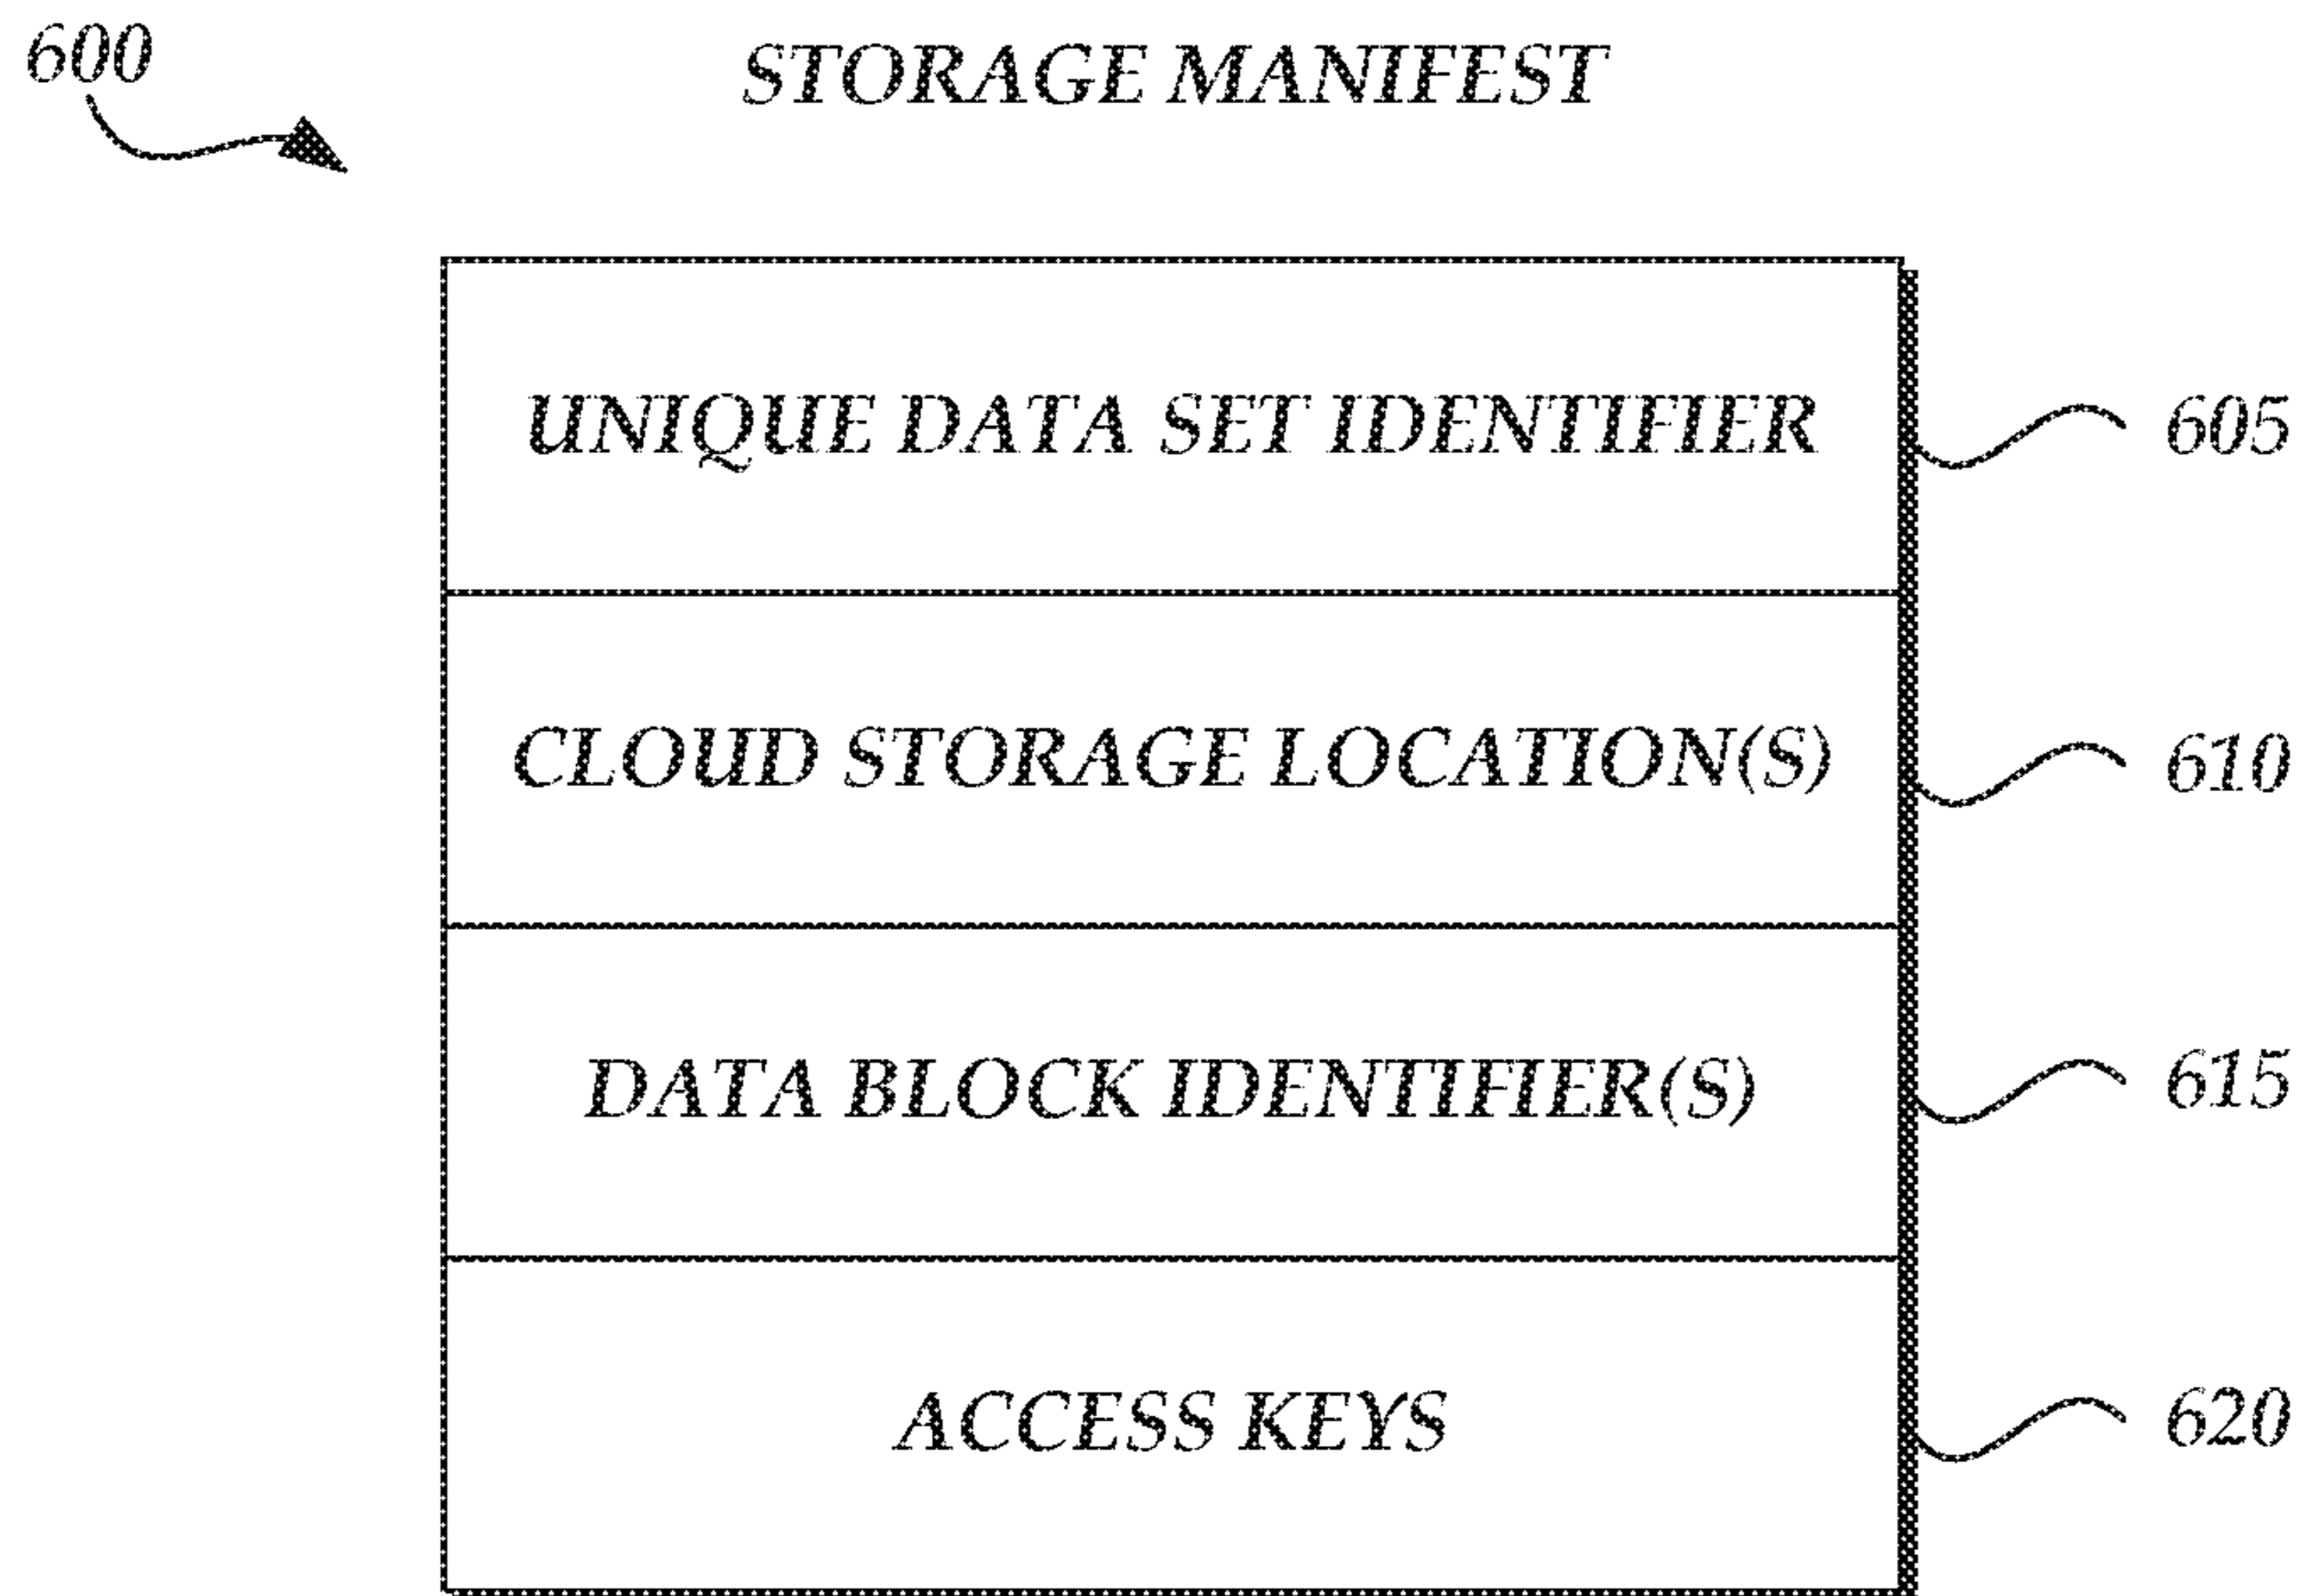 600
STORAGE MANIFEST
UNIQUE DATA SET IDENTIFIER 605
CLOUD STORAGE LOCATION(S) 610
DATA BLOCK IDENTIFIER(S) 615
ACCESS KEYS 620